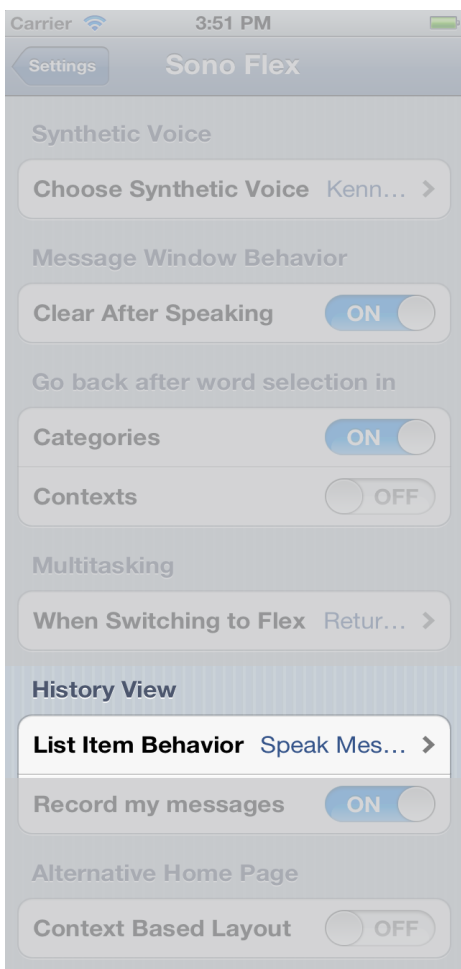 Carrier 3:51 PM
Settings Sono Flex
Synthetic Voice
Choose Synthetic Voice Kenn... >
Message Window Behavior
Clear After Speaking ON
Go back after word selection in
Categories ON
Contexts OFF
Multitasking
When Switching to Flex Retur... >
History View
List Item Behavior Speak Mes... >
Record my messages ON
Alternative Home Page
Context Based Layout OFF